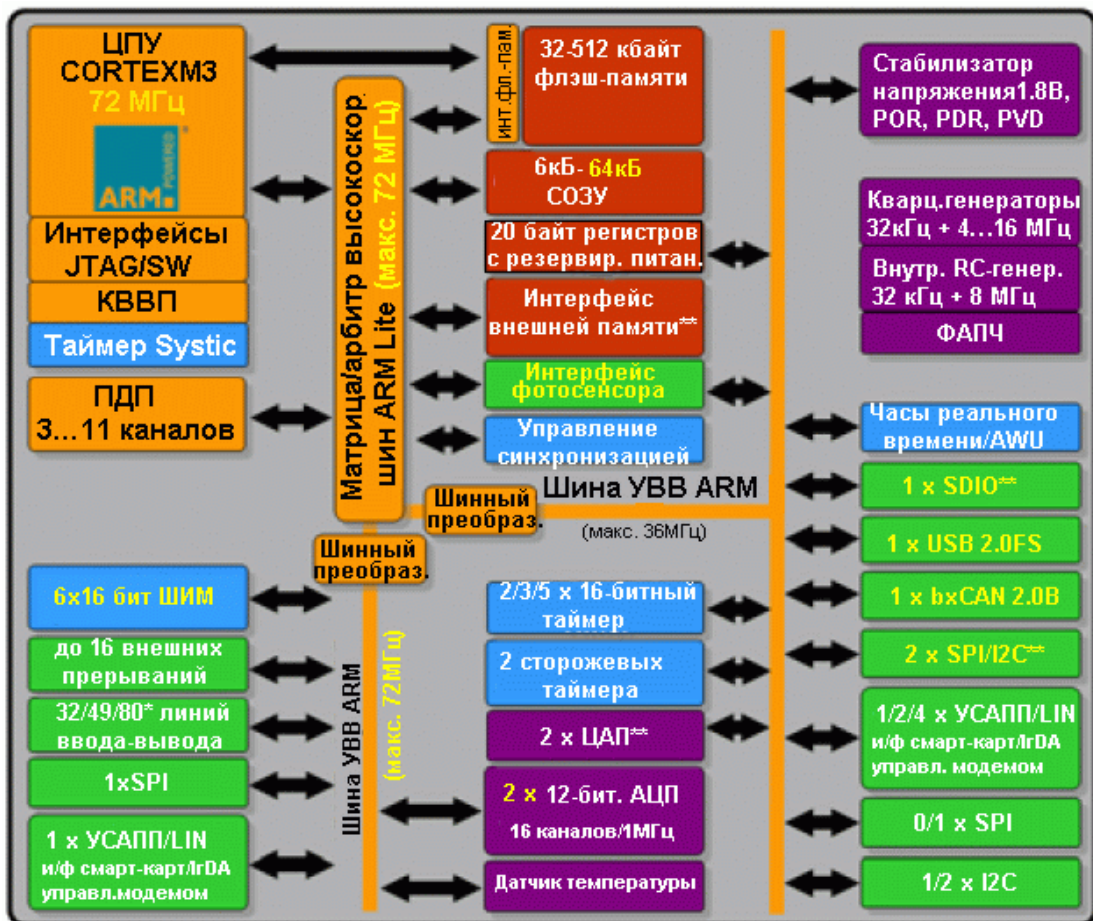 ЦПУ
CORTEXM3
72 МГц
ARM
POWERED
Интерфейсы
JTAG/SW
КВВП
Таймер Systic
ПДП
3...11 каналов
Матрица/арбитр высокоскор.
шин ARM Lite (макс. 72 МГц)
инт.фл.-пам.
32-512 кбайт
флэш-памяти
6кБ- 64кБ
СОЗУ
20 байт регистров
с резервир. питан.
Интерфейс
внешней памяти**
Интерфейс
фотосенсора
Управление
синхронизацией
Шина УВВ ARM
(макс. 36МГц)
Шинный
преобраз.
Шинный
преобраз.
Стабилизатор
напряжения1.8В,
POR, PDR, PVD
Кварц.генераторы
32кГц + 4...16 МГц
Внутр. RC-генер.
32 кГц + 8 МГц
ФАПЧ
Часы реального
времени/AWU
1 x SDIO**
1 x USB 2.0FS
1 x bxCAN 2.0B
2 x SPI/I2C**
1/2/4 x УСАПП/LIN
и/ф смарт-карт/IrDA
управл. модемом
0/1 x SPI
1/2 x I2C
6x16 бит ШИМ
до 16 внешних
прерываний
32/49/80* линий
ввода-вывода
1xSPI
1 x УСАПП/LIN
и/ф смарт-карт/IrDA
управл.модемом
Шина УВВ ARM
(макс. 72МГц)
2/3/5 x 16-битный
таймер
2 сторожевых
таймера
2 x ЦАП**
2 x 12-бит. АЦП
16 каналов/1МГц
Датчик температуры